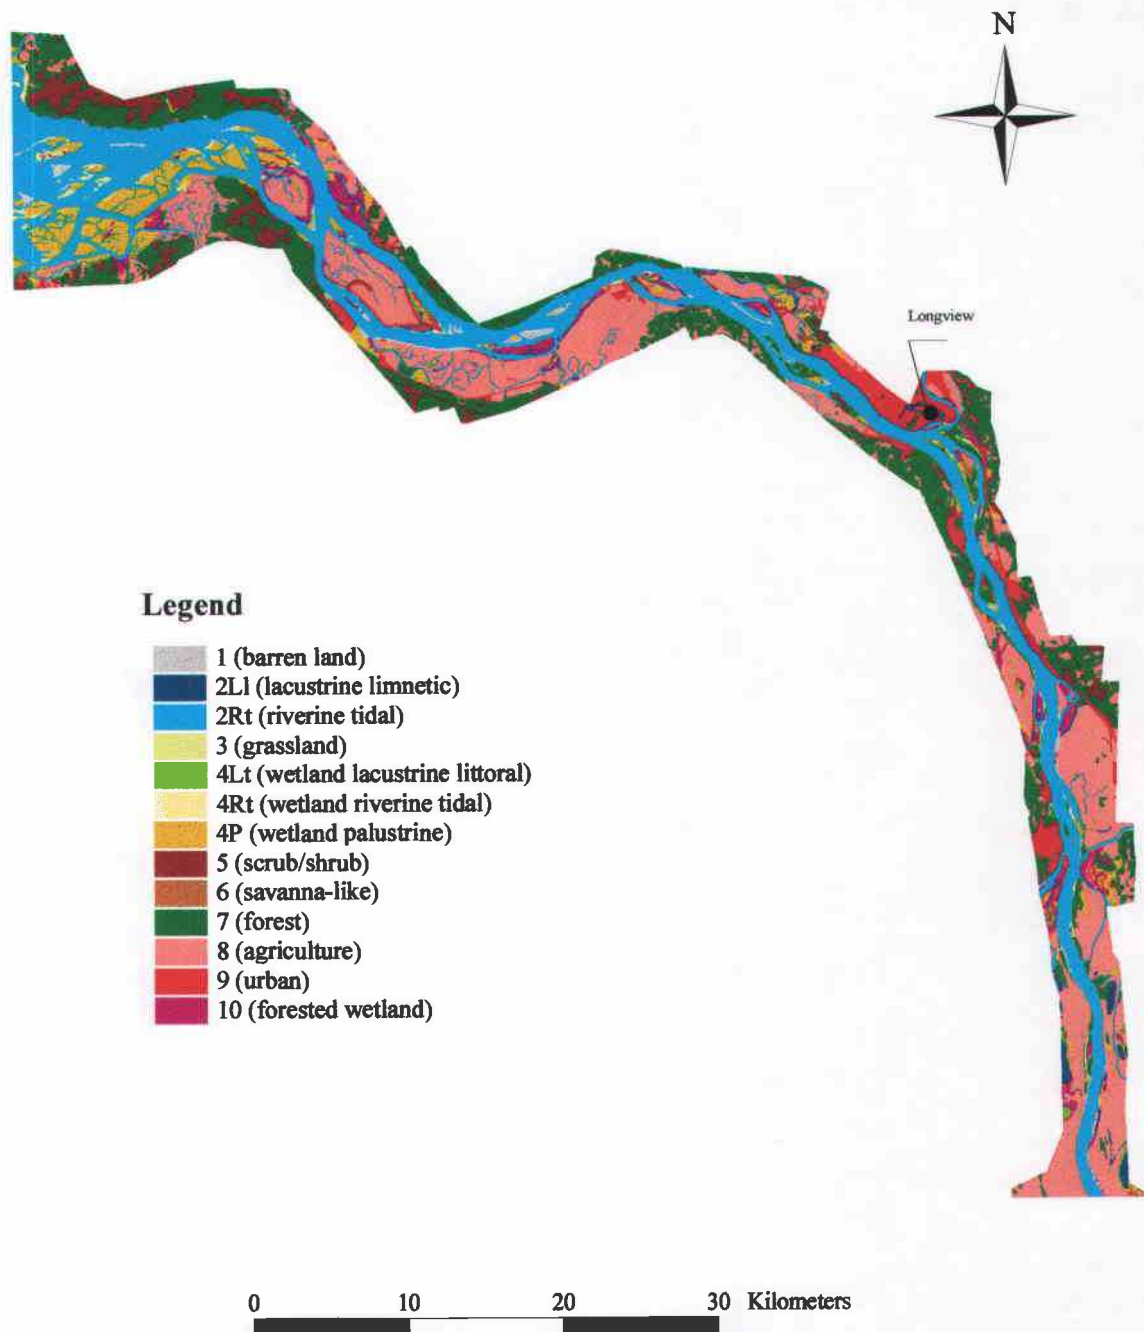 N
Longview
Legend
1 (barren land)
2Ll (lacustrine limnetic)
2Rt (riverine tidal)
3 (grassland)
4Lt (wetland lacustrine littoral)
4Rt (wetland riverine tidal)
4P (wetland palustrine)
5 (scrub/shrub)
6 (savanna-like)
7 (forest)
8 (agriculture)
9 (urban)
10 (forested wetland)
0 10 20 30 Kilometers